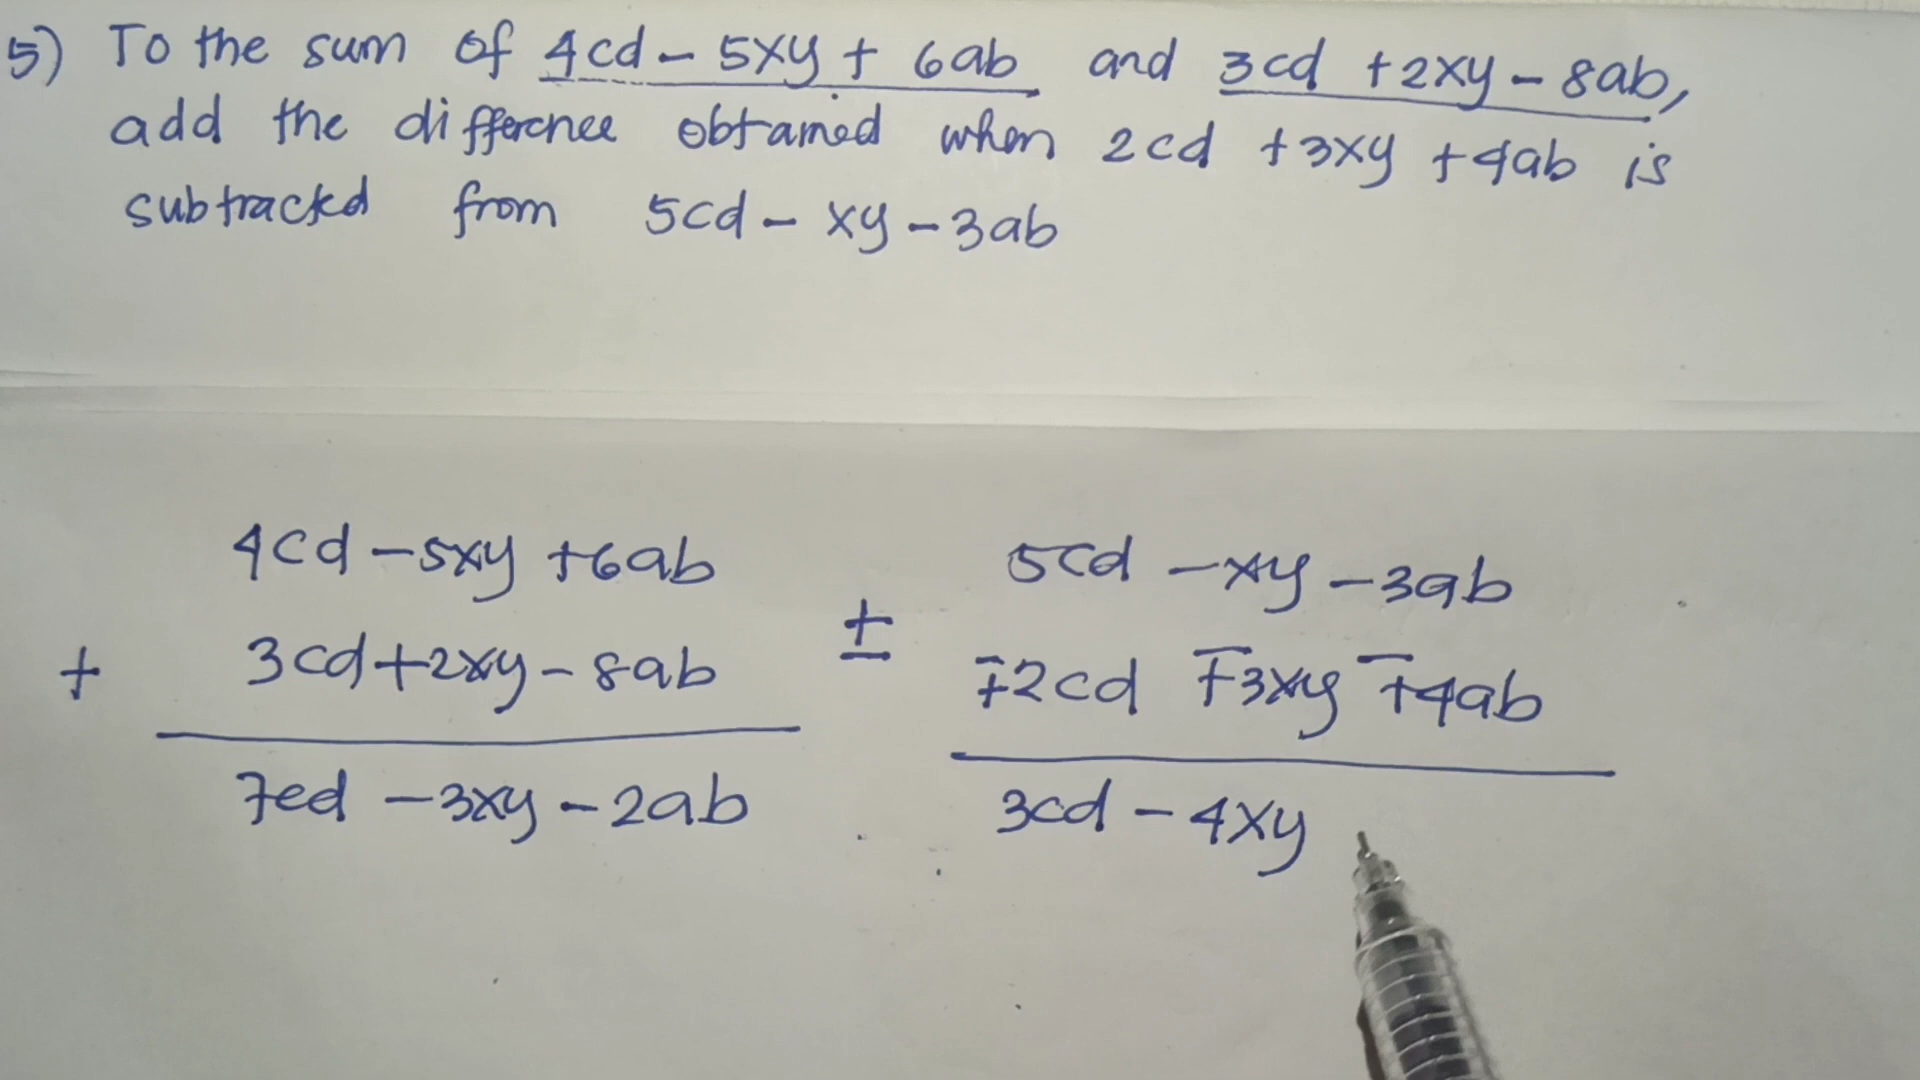 5) To the sum of 4cd - 5xy + 6ab and 3cd + 2xy - 8ab,
add the difference obtained when 2cd + 3xy + 4ab is
subtracted from 5cd - xy - 3ab
4cd - 5xy + 6ab
+ 3cd + 2xy - 8ab
7cd - 3xy - 2ab
5cd - xy - 3ab
± ∓2cd ∓3xy ∓4ab
3cd - 4xy